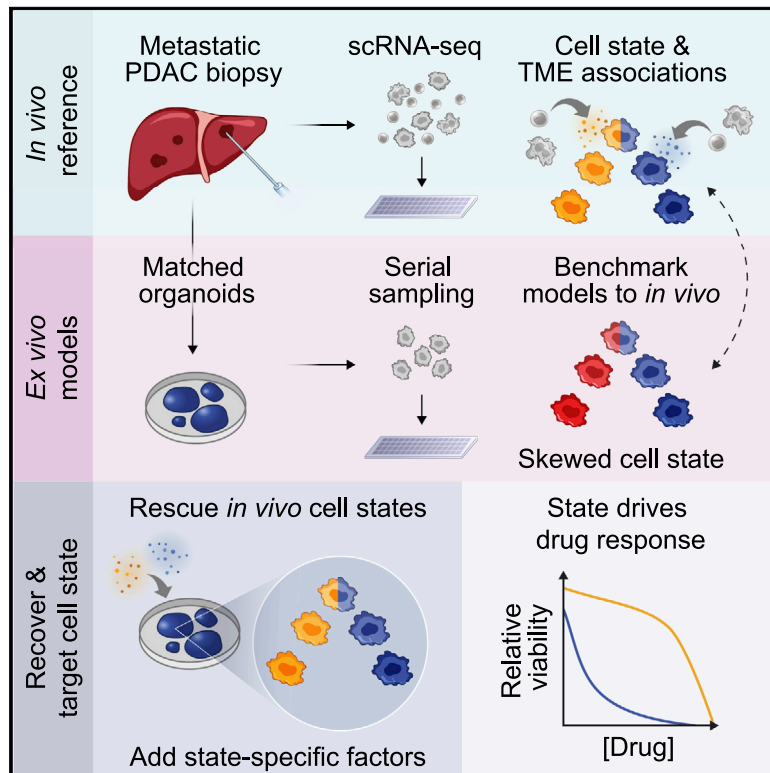 In vivo
reference
Metastatic
PDAC biopsy
scRNA-seq
Cell state &
TME associations
Ex vivo
models
Matched
organoids
Serial
sampling
Benchmark
models to in vivo
Skewed cell state
Recover &
target cell state
Rescue in vivo cell states
Add state-specific factors
State drives
drug response
Relative
viability
[Drug]